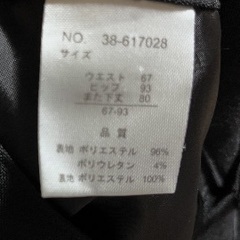 NO. 38-617028
サイズ
ウエスト 67
ヒップ 93
また下丈 80
67-93
品質
表地 ポリエステル 96%
ポリウレタン 4%
裏地 ポリエステル 100%